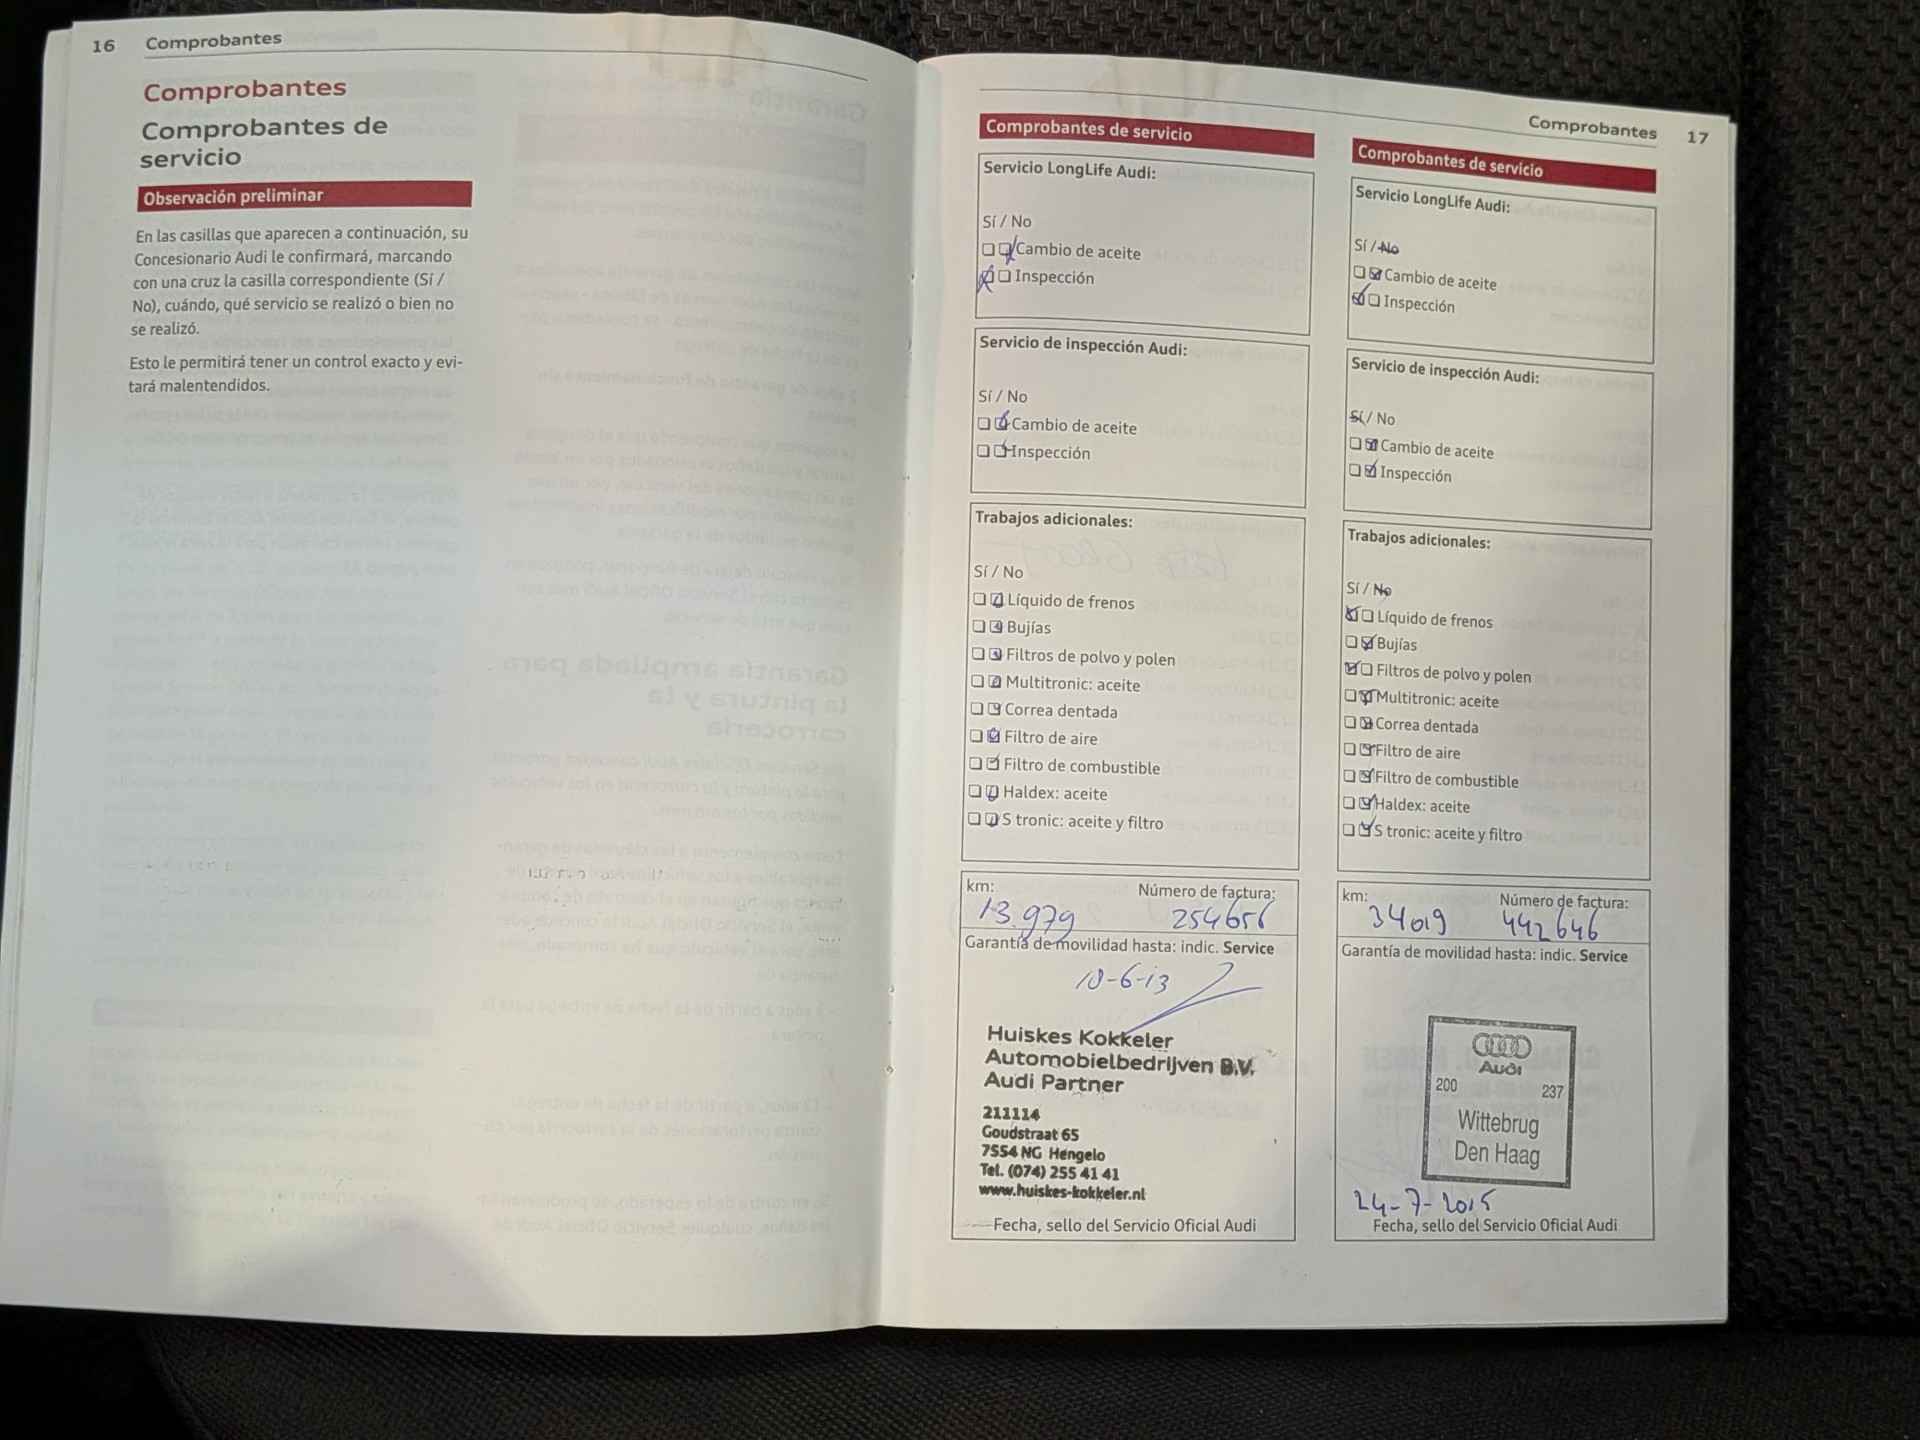 16 Comprobantes
Comprobantes
Comprobantes de
servicio
Observación preliminar
En las casillas que aparecen a continuación, su
Concesionario Audi le confirmará, marcando
con una cruz la casilla correspondiente (Sí /
No), cuándo, qué servicio se realizó o bien no
se realizó.
Esto le permitirá tener un control exacto y evi-
tará malentendidos.
Comprobantes 17
Comprobantes de servicio
Servicio LongLife Audi:
Sí / No
Cambio de aceite
Inspección
Servicio de inspección Audi:
Sí / No
Cambio de aceite
Inspección
Trabajos adicionales:
Sí / No
Líquido de frenos
Bujías
Filtros de polvo y polen
Multitronic: aceite
Correa dentada
Filtro de aire
Filtro de combustible
Haldex: aceite
S tronic: aceite y filtro
km: Número de factura:
13.979 254656
Garantía de movilidad hasta: indic. Service
10-6-13
Huiskes Kokkeler
Automobielbedrijven B.V.
Audi Partner
211114
Goudstraat 65
7554 NG Hengelo
Tel. (074) 255 41 41
www.huiskes-kokkeler.nl
Fecha, sello del Servicio Oficial Audi
Comprobantes de servicio
Servicio LongLife Audi:
Sí / No
Cambio de aceite
Inspección
Servicio de inspección Audi:
Sí / No
Cambio de aceite
Inspección
Trabajos adicionales:
Sí / No
Líquido de frenos
Bujías
Filtros de polvo y polen
Multitronic: aceite
Correa dentada
Filtro de aire
Filtro de combustible
Haldex: aceite
S tronic: aceite y filtro
km: Número de factura:
34019 442646
Garantía de movilidad hasta: indic. Service
Audi
200 237
Wittebrug
Den Haag
24-7-2015
Fecha, sello del Servicio Oficial Audi